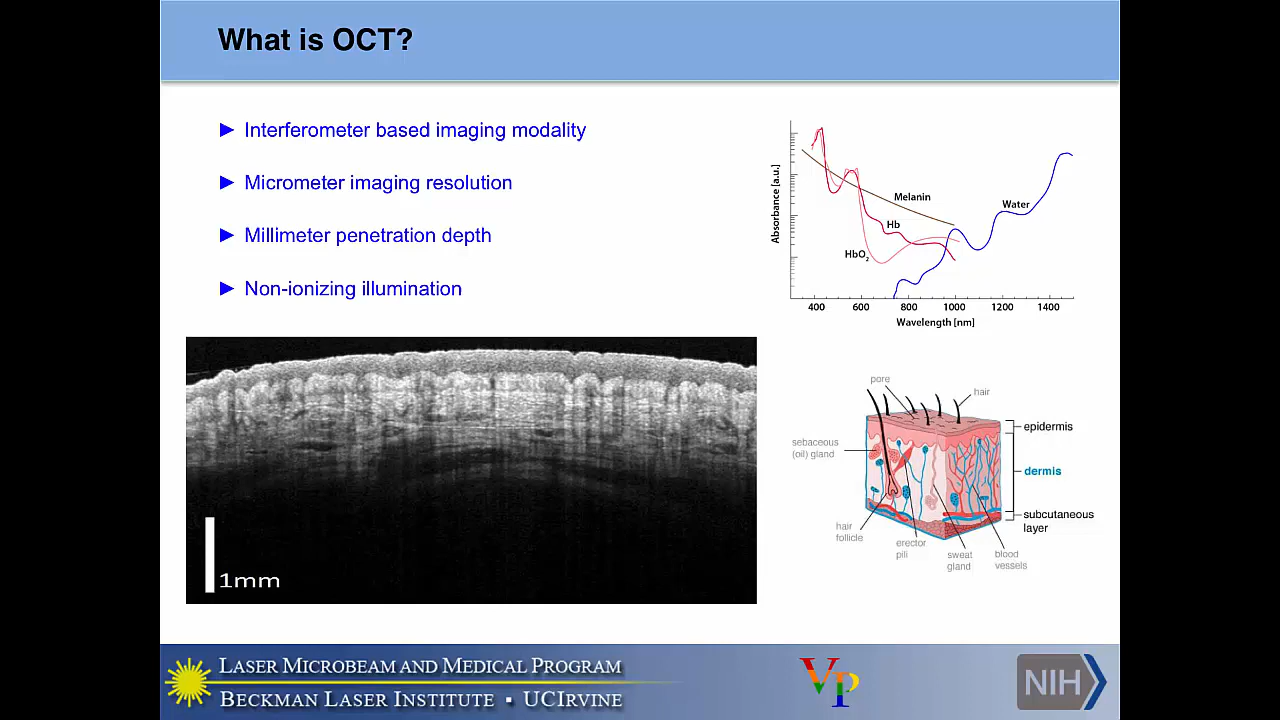 What is OCT?
► Interferometer based imaging modality
► Micrometer imaging resolution
► Millimeter penetration depth
► Non-ionizing illumination
Absorbance [a.u.]
Melanin
Hb
HbO2
Water
400 600 800 1000 1200 1400
Wavelength [nm]
1mm
pore
hair
sebaceous
(oil) gland
epidermis
dermis
subcutaneous
layer
hair
follicle
erector
pili
sweat
gland
blood
vessels
LASER MICROBEAM AND MEDICAL PROGRAM
BECKMAN LASER INSTITUTE ▪ UCIRVINE
VP
NIH